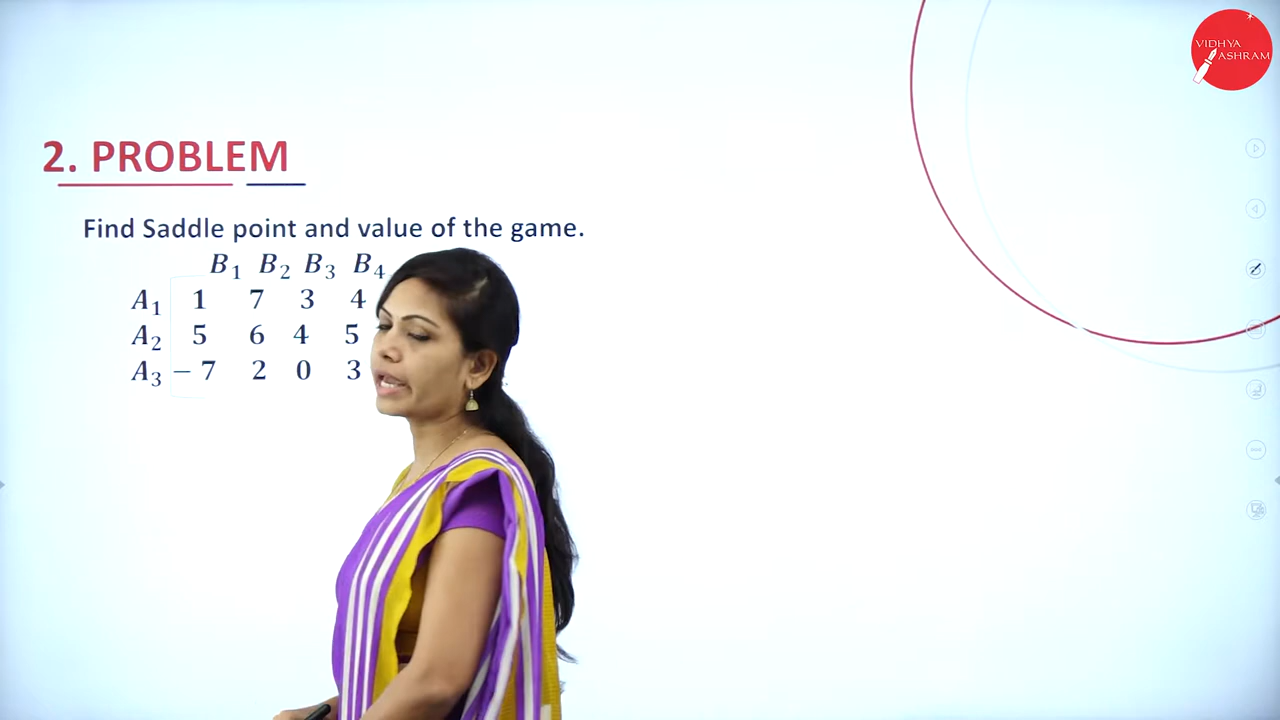 VIDHYA
ASHRAM
2. PROBLEM
Find Saddle point and value of the game.
B₁ B₂ B₃ B₄
A₁ 1 7 3 4
A₂ 5 6 4 5
A₃ − 7 2 0 3